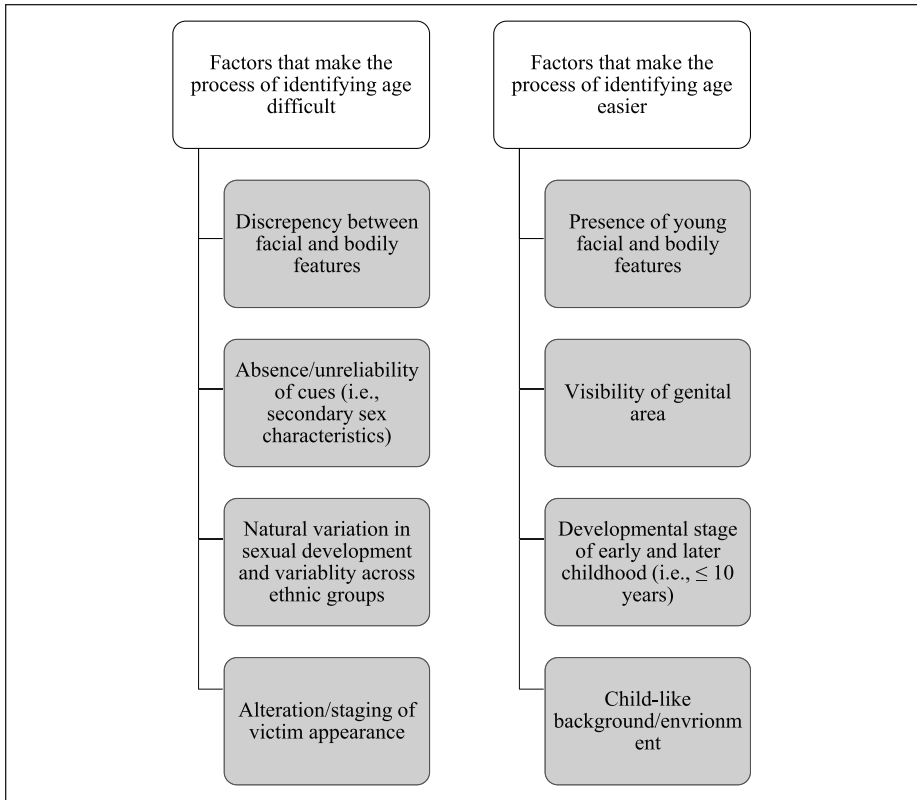 Factors that make the
process of identifying age
difficult
Discrepency between
facial and bodily
features
Absence/unreliability
of cues (i.e.,
secondary sex
characteristics)
Natural variation in
sexual development
and variablity across
ethnic groups
Alteration/staging of
victim appearance
Factors that make the
process of identifying age
easier
Presence of young
facial and bodily
features
Visibility of genital
area
Developmental stage
of early and later
childhood (i.e., ≤ 10
years)
Child-like
background/envrionm
ent